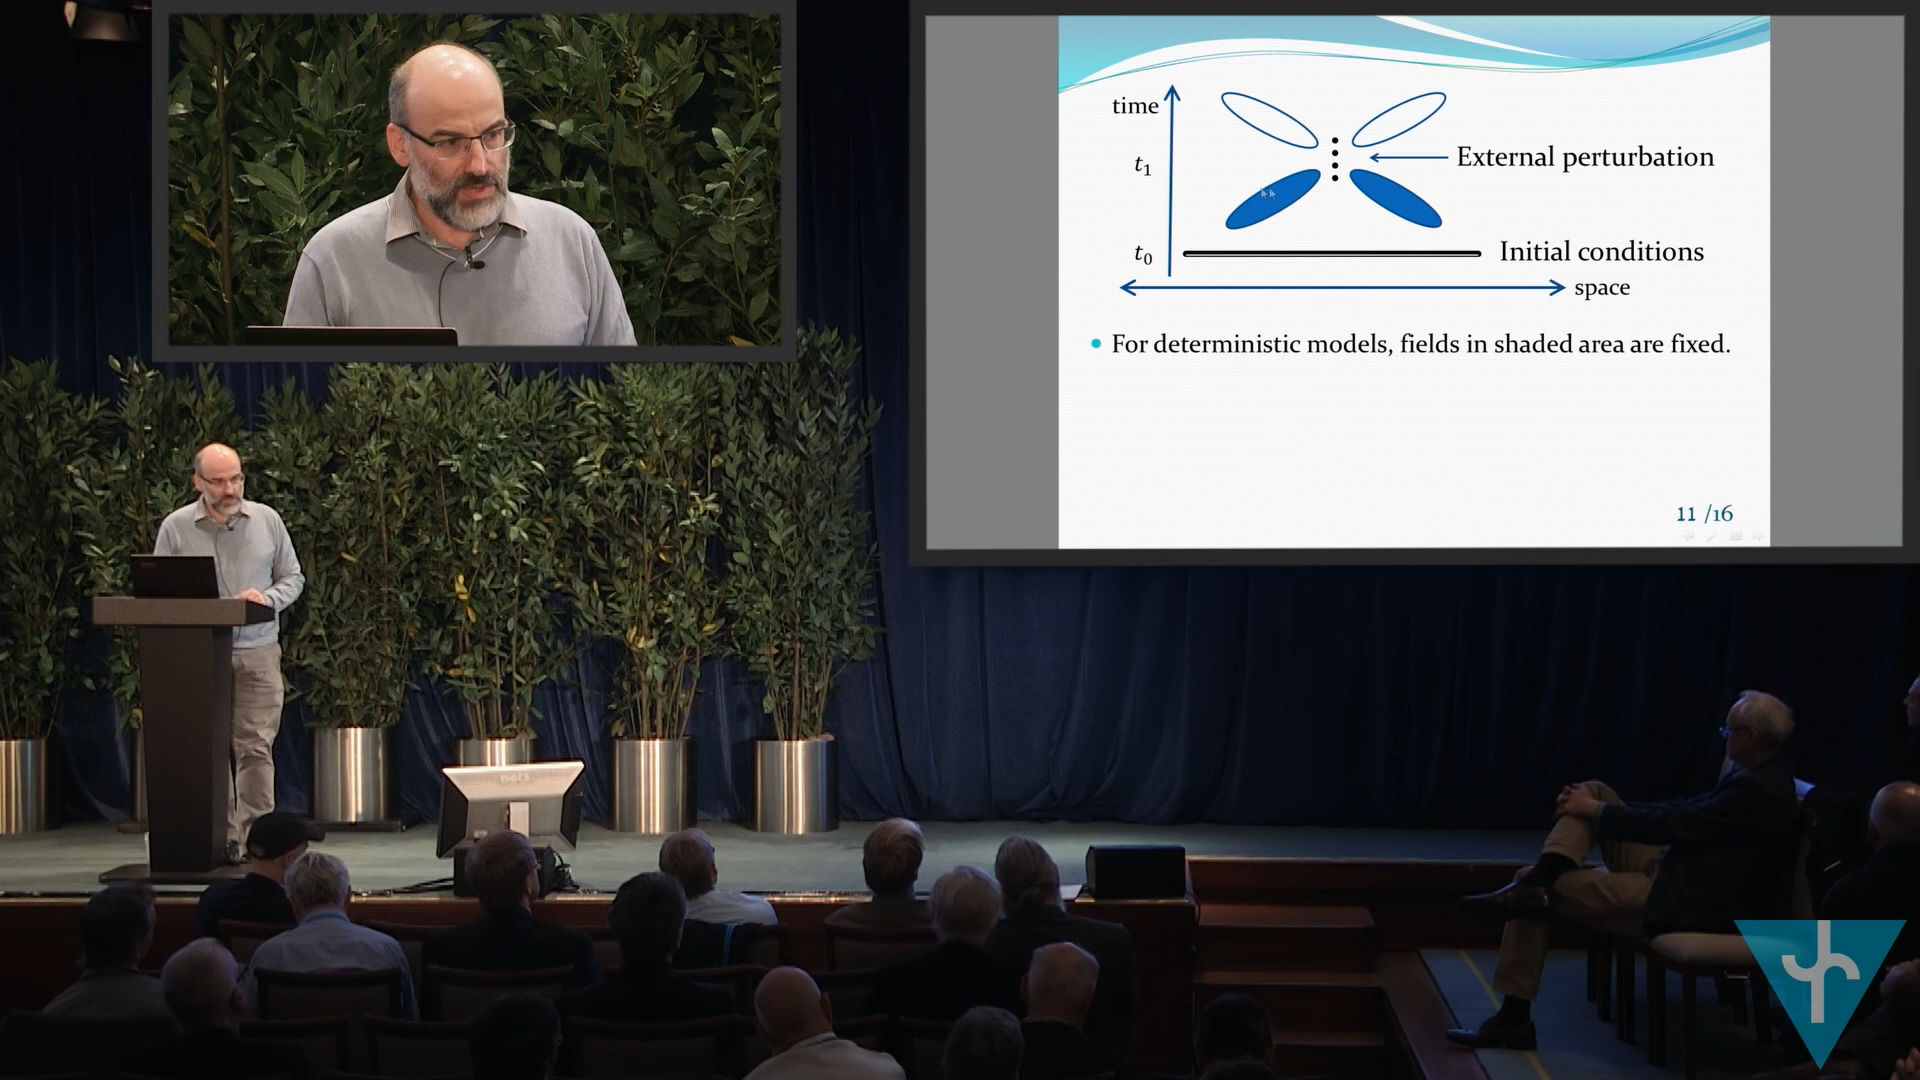 time
t₁
External perturbation
t₀
Initial conditions
space
For deterministic models, fields in shaded area are fixed.
11 /16
DELL